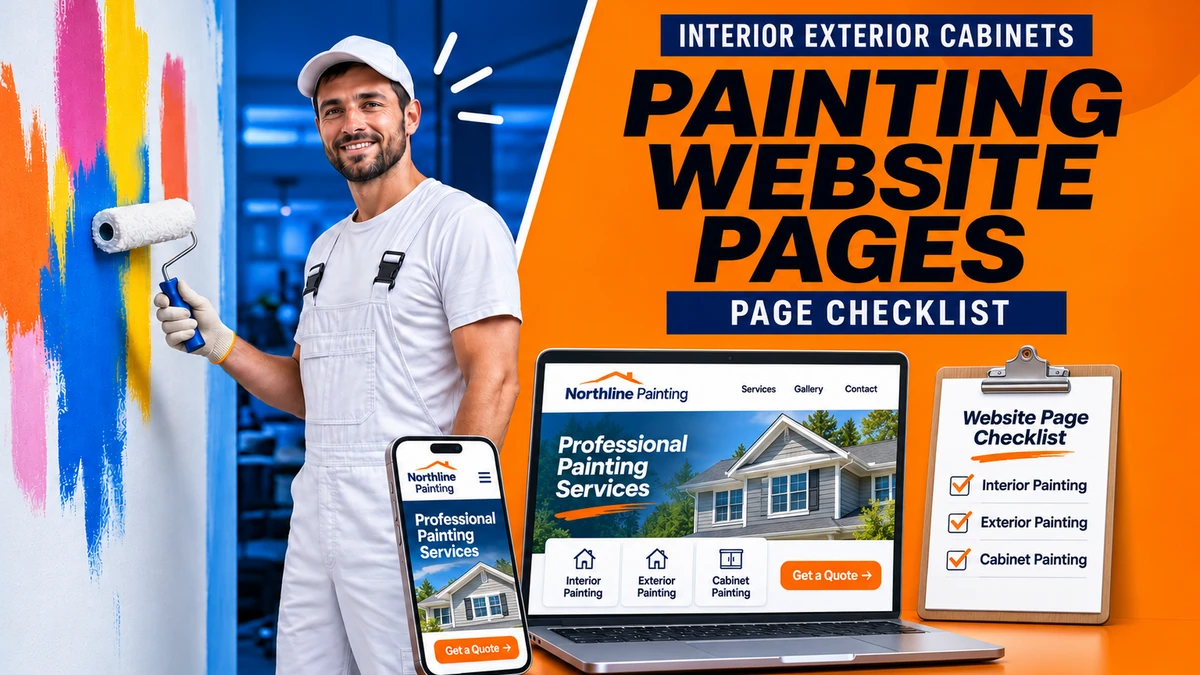 INTERIOR EXTERIOR CABINETS
PAINTING
WEBSITE
PAGES
PAGE CHECKLIST
Northline Painting
Services Gallery Contact
Professional
Painting
Services
Interior
Painting
Exterior
Painting
Cabinet
Painting
Get a Quote →
Northline
Painting
Professional
Painting
Services
Get a Quote →
Website Page
Checklist
Interior Painting
Exterior Painting
Cabinet Painting